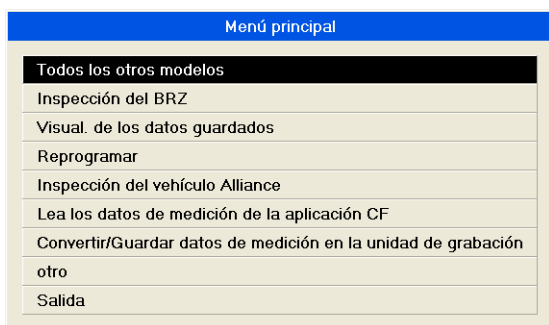 Menú principal
Todos los otros modelos
Inspección del BRZ
Visual. de los datos guardados
Reprogramar
Inspección del vehículo Alliance
Lea los datos de medición de la aplicación CF
Convertir/Guardar datos de medición en la unidad de grabación
otro
Salida